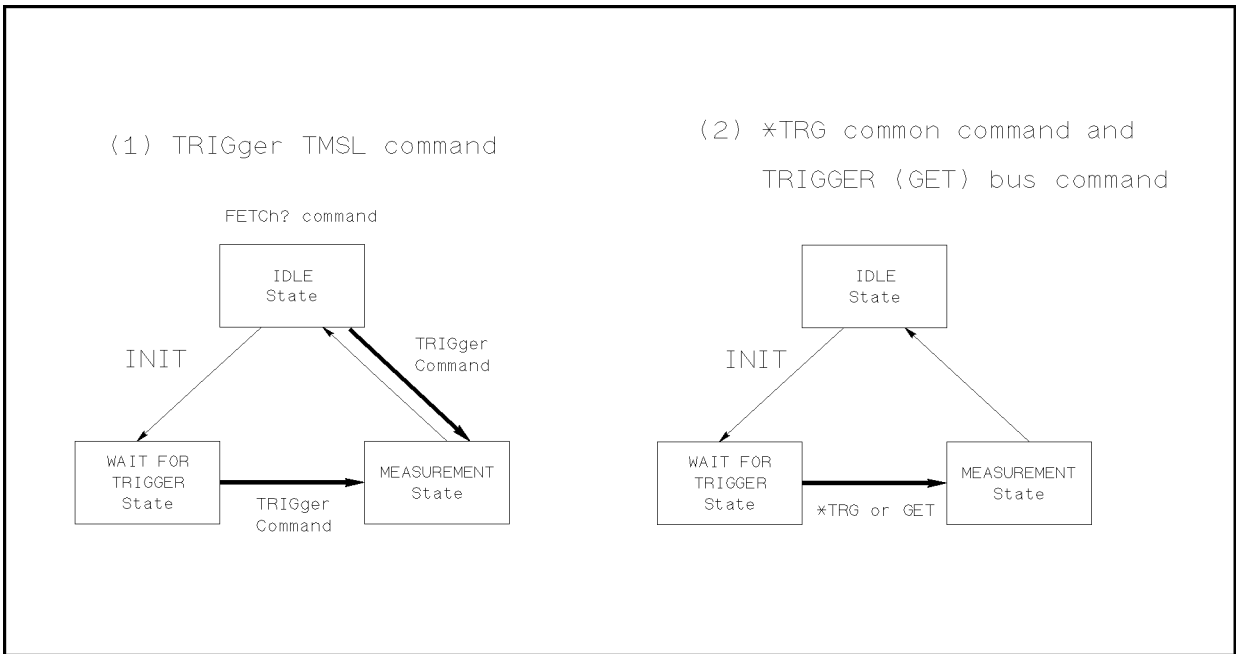 (1) TRIGger TMSL command
FETCh? command
IDLE
State
INIT
TRIGger
Command
WAIT FOR
TRIGGER
State
TRIGger
Command
MEASUREMENT
State
(2) *TRG common command and
TRIGGER (GET) bus command
IDLE
State
INIT
WAIT FOR
TRIGGER
State
*TRG or GET
MEASUREMENT
State